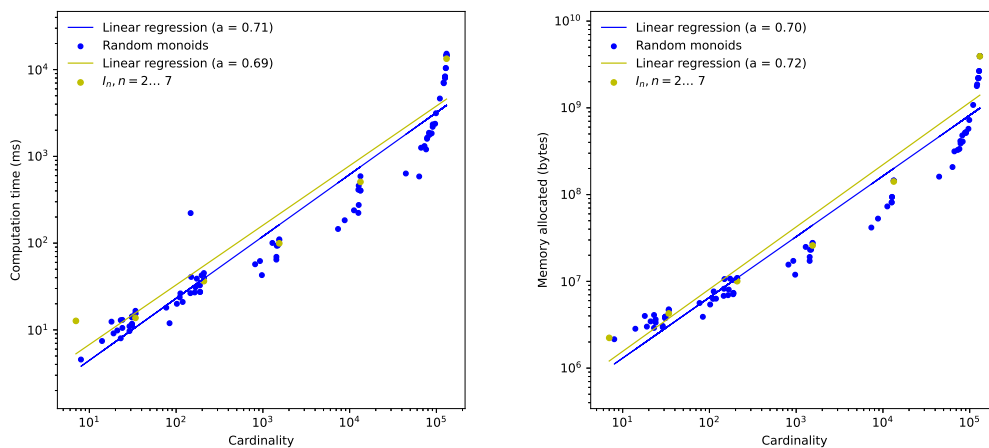 Linear regression (a = 0.71)
Random monoids
Linear regression (a = 0.69)
I_n, n = 2... 7
10^4
10^3
10^2
10^1
Computation time (ms)
10^1
10^2
10^3
10^4
10^5
Cardinality
Linear regression (a = 0.70)
Random monoids
Linear regression (a = 0.72)
I_n, n = 2... 7
10^10
10^9
10^8
10^7
10^6
Memory allocated (bytes)
10^1
10^2
10^3
10^4
10^5
Cardinality